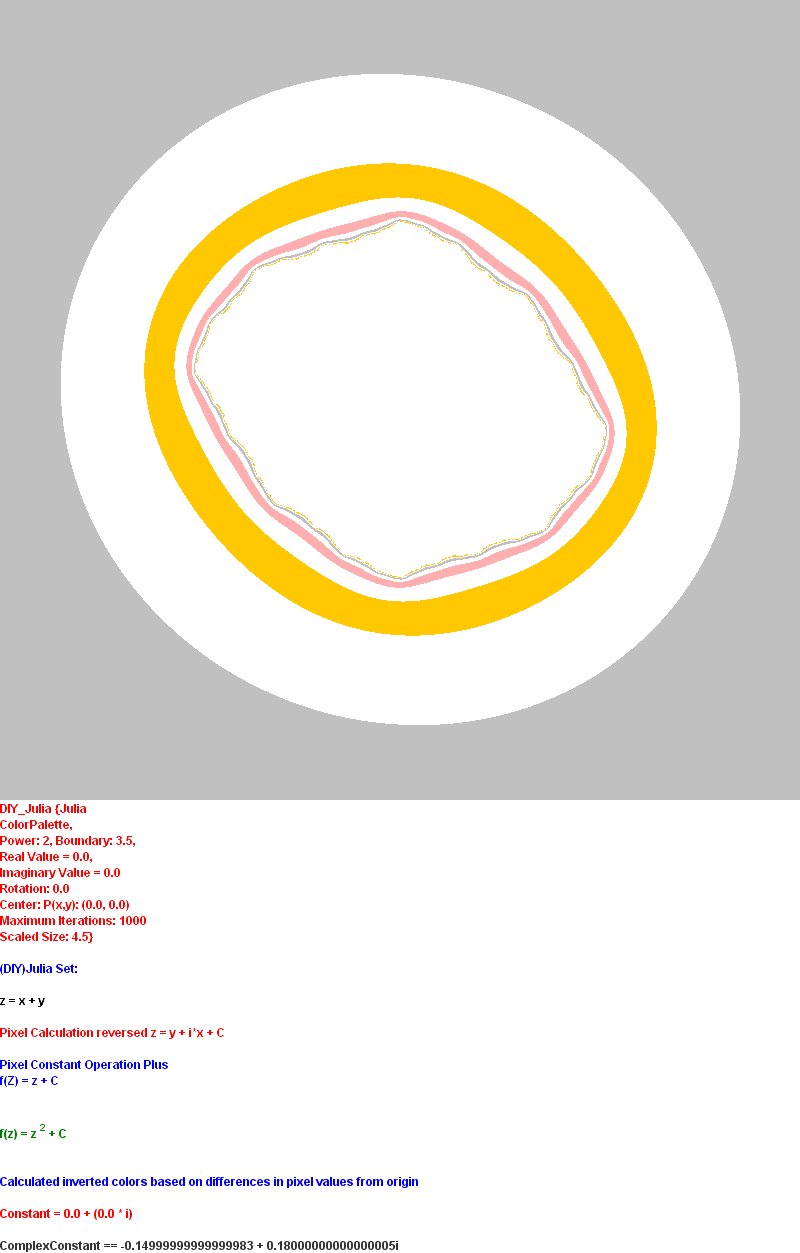 DIY_Julia {Julia
ColorPalette,
Power: 2, Boundary: 3.5,
Real Value = 0.0,
Imaginary Value = 0.0
Rotation: 0.0
Center: P(x,y): (0.0, 0.0)
Maximum Iterations: 1000
Scaled Size: 4.5}
(DIY)Julia Set:
z = x + y
Pixel Calculation reversed z = y + i*x + C
Pixel Constant Operation Plus
f(Z) = z + C
f(z) = z 2 + C
Calculated inverted colors based on differences in pixel values from origin
Constant = 0.0 + (0.0 * i)
ComplexConstant == -0.14999999999999983 + 0.18000000000000005i